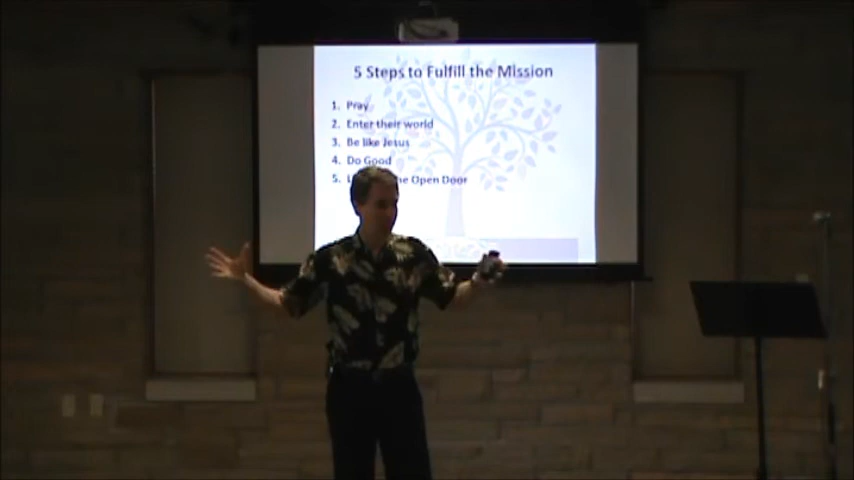 5 Steps to Fulfill the Mission
1. Pray
2. Enter their world
3. Be like Jesus
4. Do Good
5. the Open Door